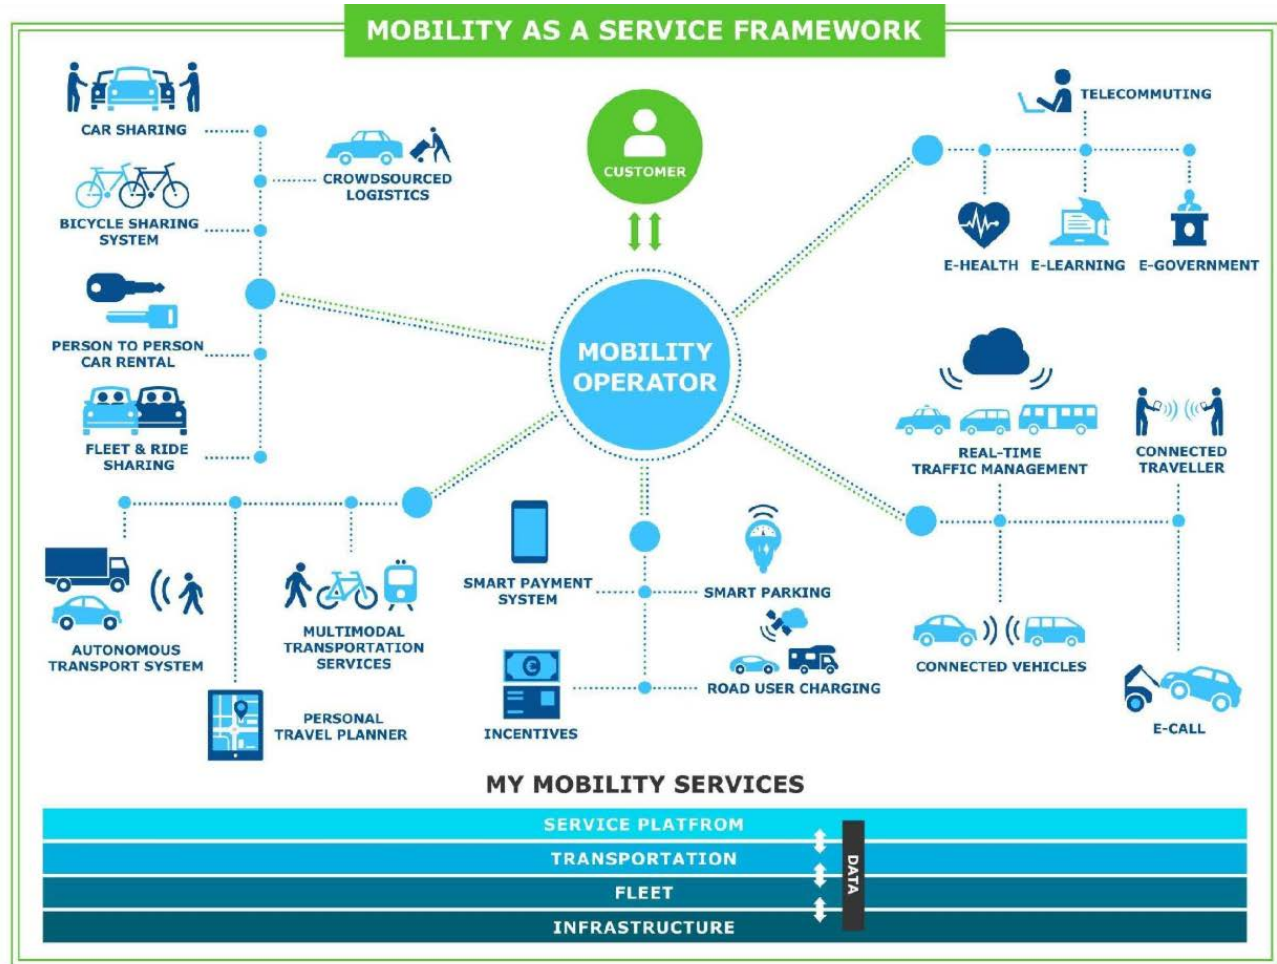 MOBILITY AS A SERVICE FRAMEWORK
CAR SHARING
CROWDSOURCED
LOGISTICS
BICYCLE SHARING
SYSTEM
PERSON TO PERSON
CAR RENTAL
FLEET & RIDE
SHARING
CUSTOMER
MOBILITY
OPERATOR
TELECOMMUTING
E-HEALTH
E-LEARNING
E-GOVERNMENT
REAL-TIME
TRAFFIC MANAGEMENT
CONNECTED
TRAVELLER
AUTONOMOUS
TRANSPORT SYSTEM
MULTIMODAL
TRANSPORTATION
SERVICES
PERSONAL
TRAVEL PLANNER
SMART PAYMENT
SYSTEM
SMART PARKING
€
INCENTIVES
ROAD USER CHARGING
CONNECTED VEHICLES
E-CALL
MY MOBILITY SERVICES
SERVICE PLATFROM
TRANSPORTATION
FLEET
INFRASTRUCTURE
DATA